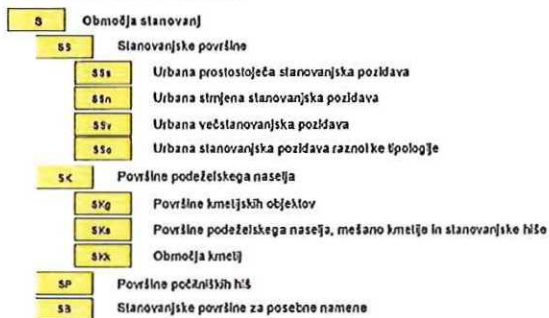 S Območja stanovanj
SS Stanovanjske površine
SSs Urbana prostostoječa stanovanjska pozidava
SSn Urbana strnjena stanovanjska pozidava
SSv Urbana večstanovanjska pozidava
SSo Urbana stanovanjska pozidava raznolike tipologije
SK Površine podeželskega naselja
SKg Površine kmetijskih objektov
SKs Površine podeželskega naselja, mešano kmetije in stanovanjske hiše
SKk Območja kmetij
SP Površine počitniških hiš
SB Stanovanjske površine za posebne namene